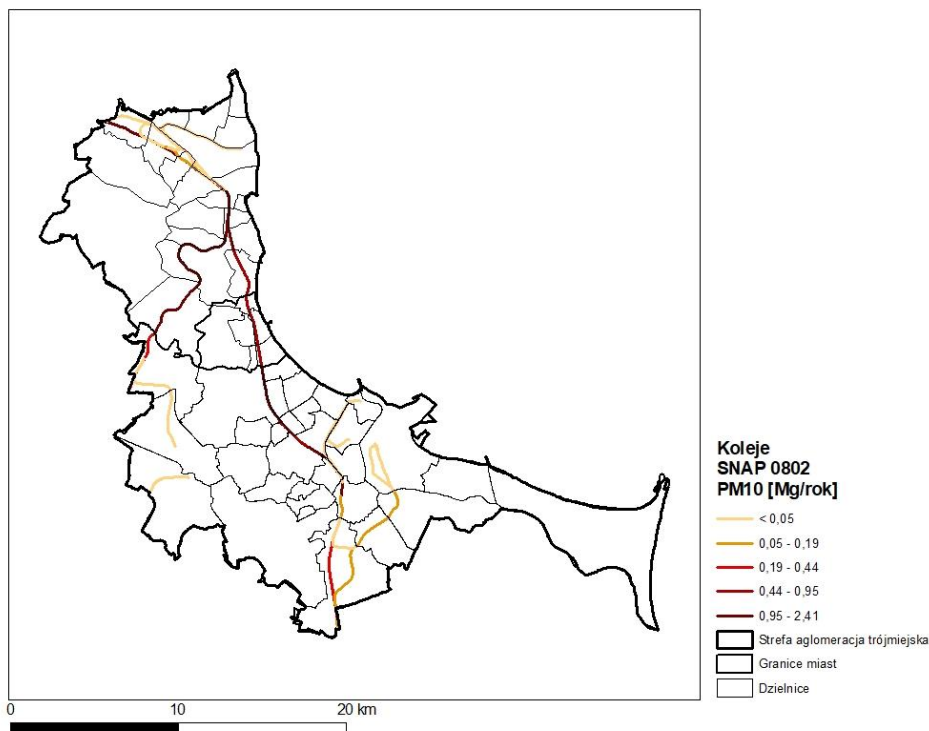 Koleje
SNAP 0802
PM10 [Mg/rok]
< 0,05
0,05 - 0,19
0,19 - 0,44
0,44 - 0,95
0,95 - 2,41
Strefa aglomeracja trójmiejska
Granice miast
Dzielnice
0 10 20 km